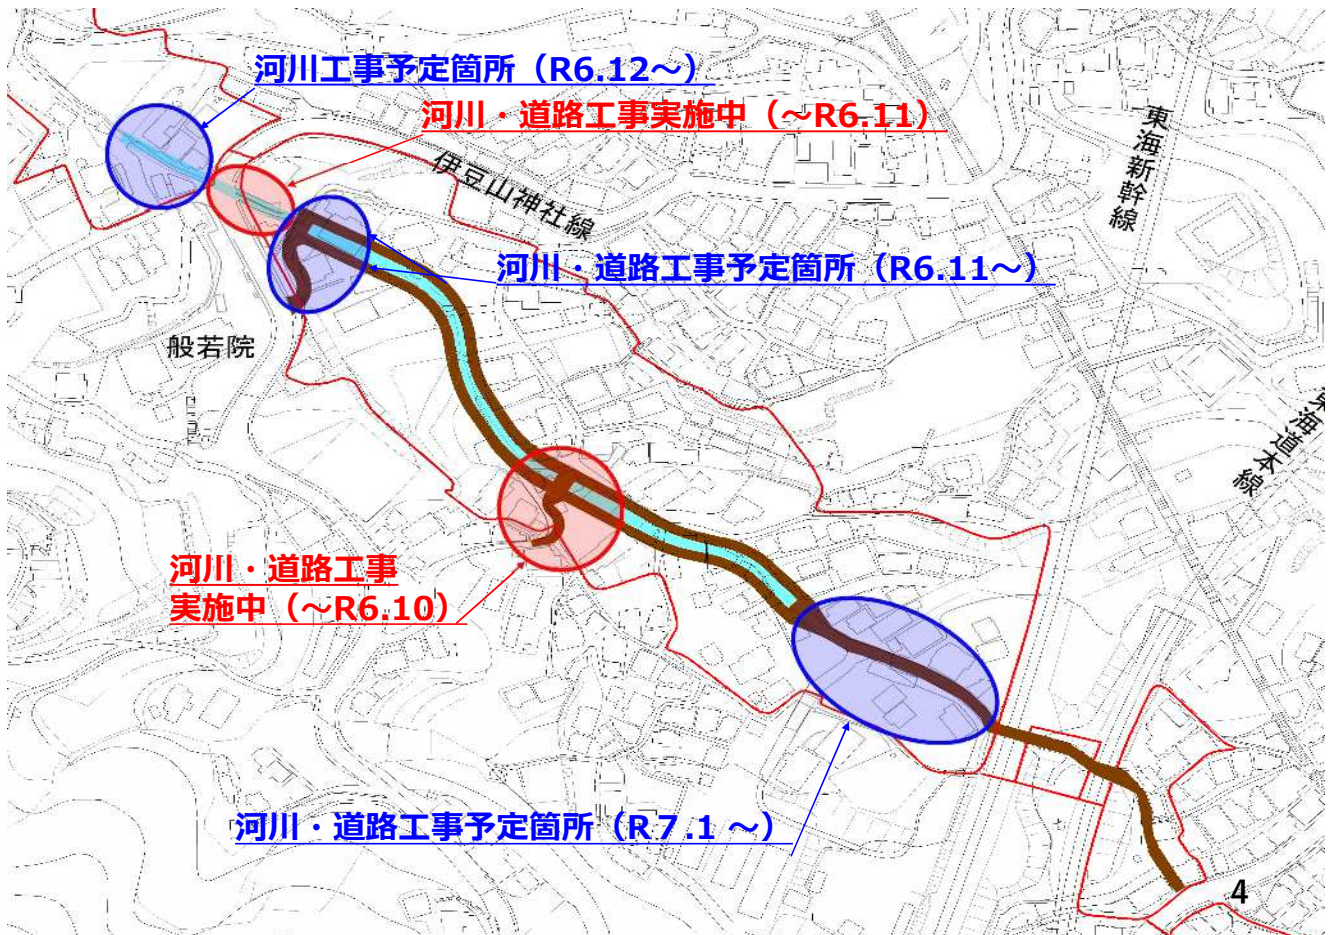 河川工事予定箇所（R6.12～）
河川・道路工事実施中（～R6.11）
伊豆山神社線
東海新幹線
河川・道路工事予定箇所（R6.11～）
般若院
東海道本線
河川・道路工事
実施中（～R6.10）
河川・道路工事予定箇所（R７.1 ～）
4